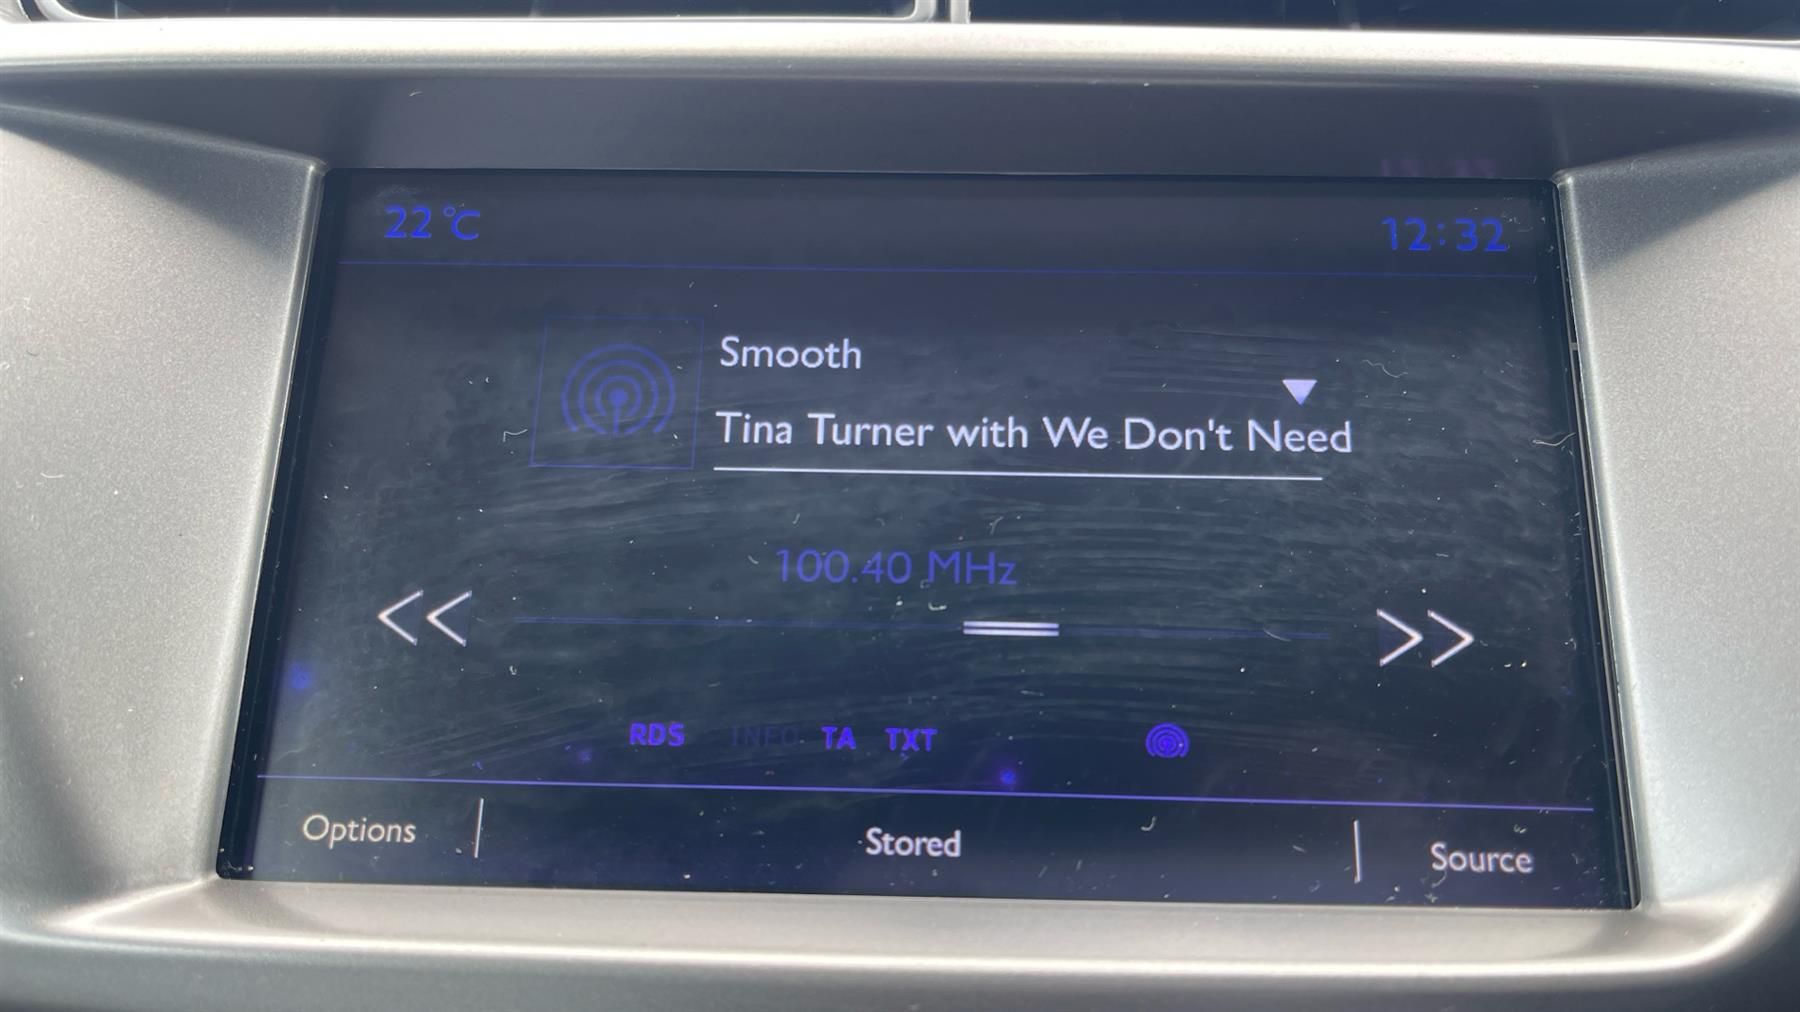 22°C
12:32
Smooth
Tina Turner with We Don't Need
100.40 MHz
<< >>
RDS INFO TA TXT
Options | Stored | Source